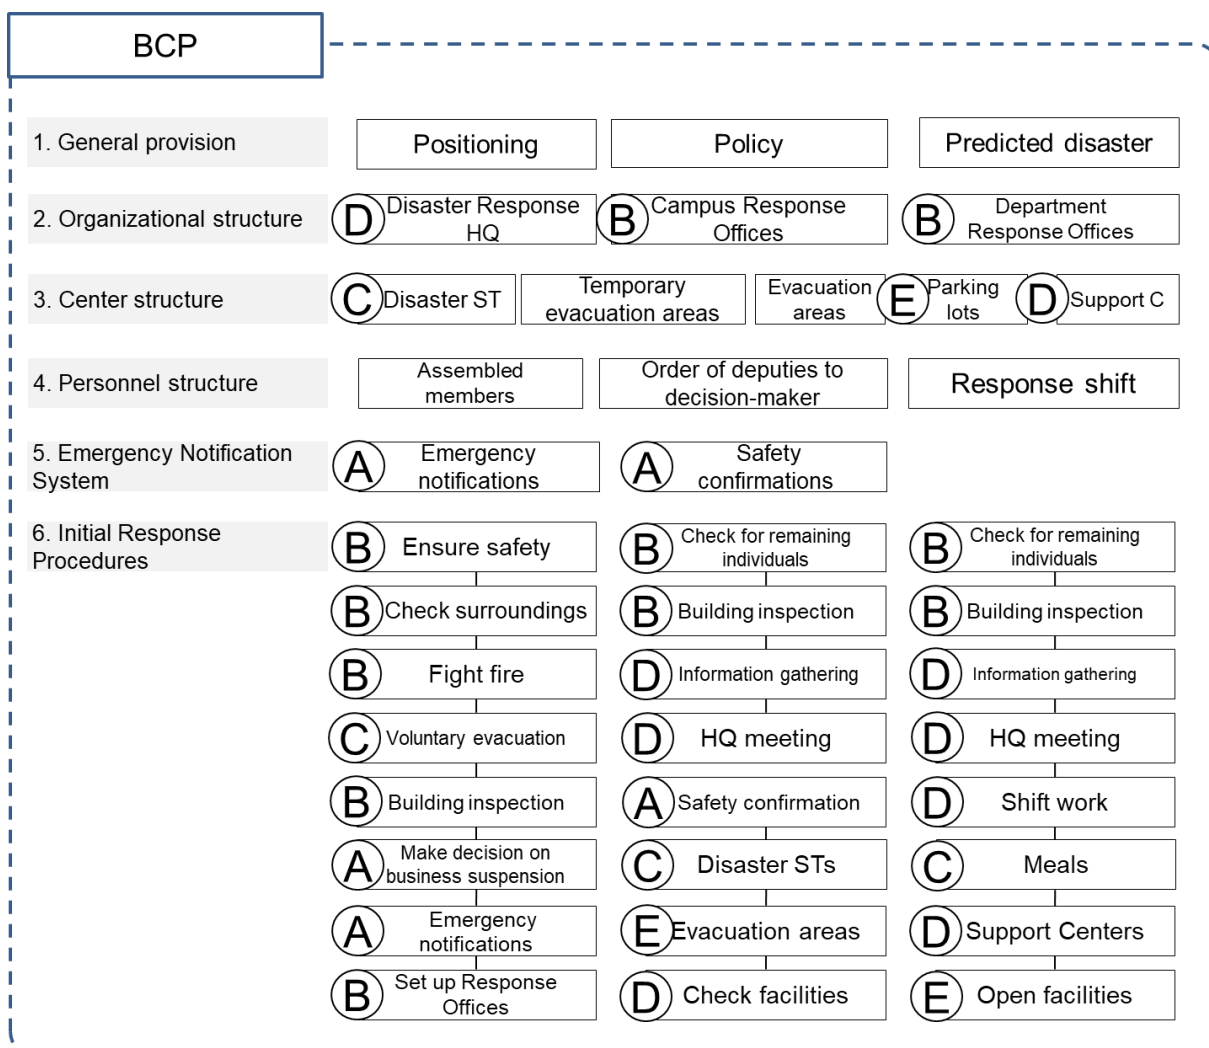 BCP
1. General provision
Positioning
Policy
Predicted disaster
2. Organizational structure
D
Disaster Response
HQ
B
Campus Response
Offices
B
Department
Response Offices
3. Center structure
C
Disaster ST
Temporary
evacuation areas
Evacuation
areas
E
Parking
lots
D
Support C
4. Personnel structure
Assembled
members
Order of deputies to
decision-maker
Response shift
5. Emergency Notification
System
A
Emergency
notifications
A
Safety
confirmations
6. Initial Response
Procedures
B
Ensure safety
B
Check surroundings
B
Fight fire
C
Voluntary evacuation
B
Building inspection
A
Make decision on
business suspension
A
Emergency
notifications
B
Set up Response
Offices
B
Check for remaining
individuals
B
Building inspection
D
Information gathering
D
HQ meeting
A
Safety confirmation
C
Disaster STs
E
Evacuation areas
D
Check facilities
B
Check for remaining
individuals
B
Building inspection
D
Information gathering
D
HQ meeting
D
Shift work
C
Meals
D
Support Centers
E
Open facilities